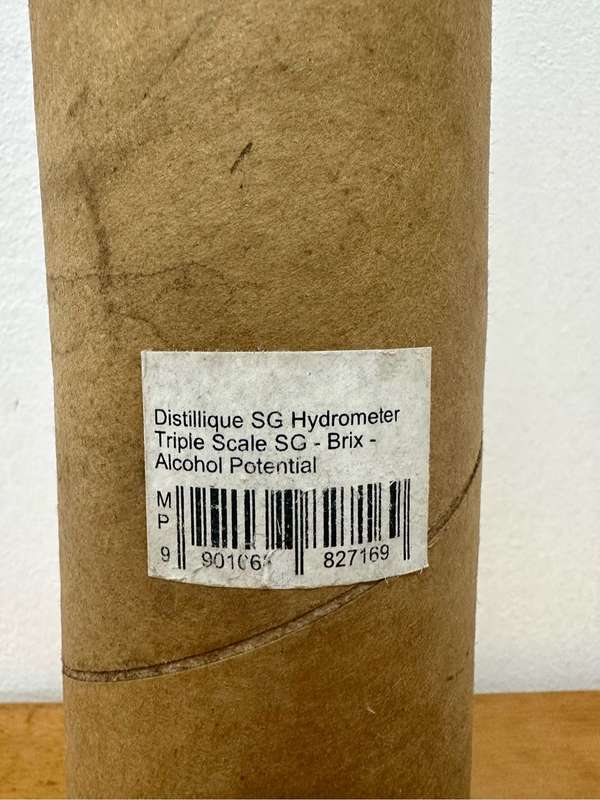 Distillique SG Hydrometer
Triple Scale SG - Brix -
Alcohol Potential
M
P
9 827169